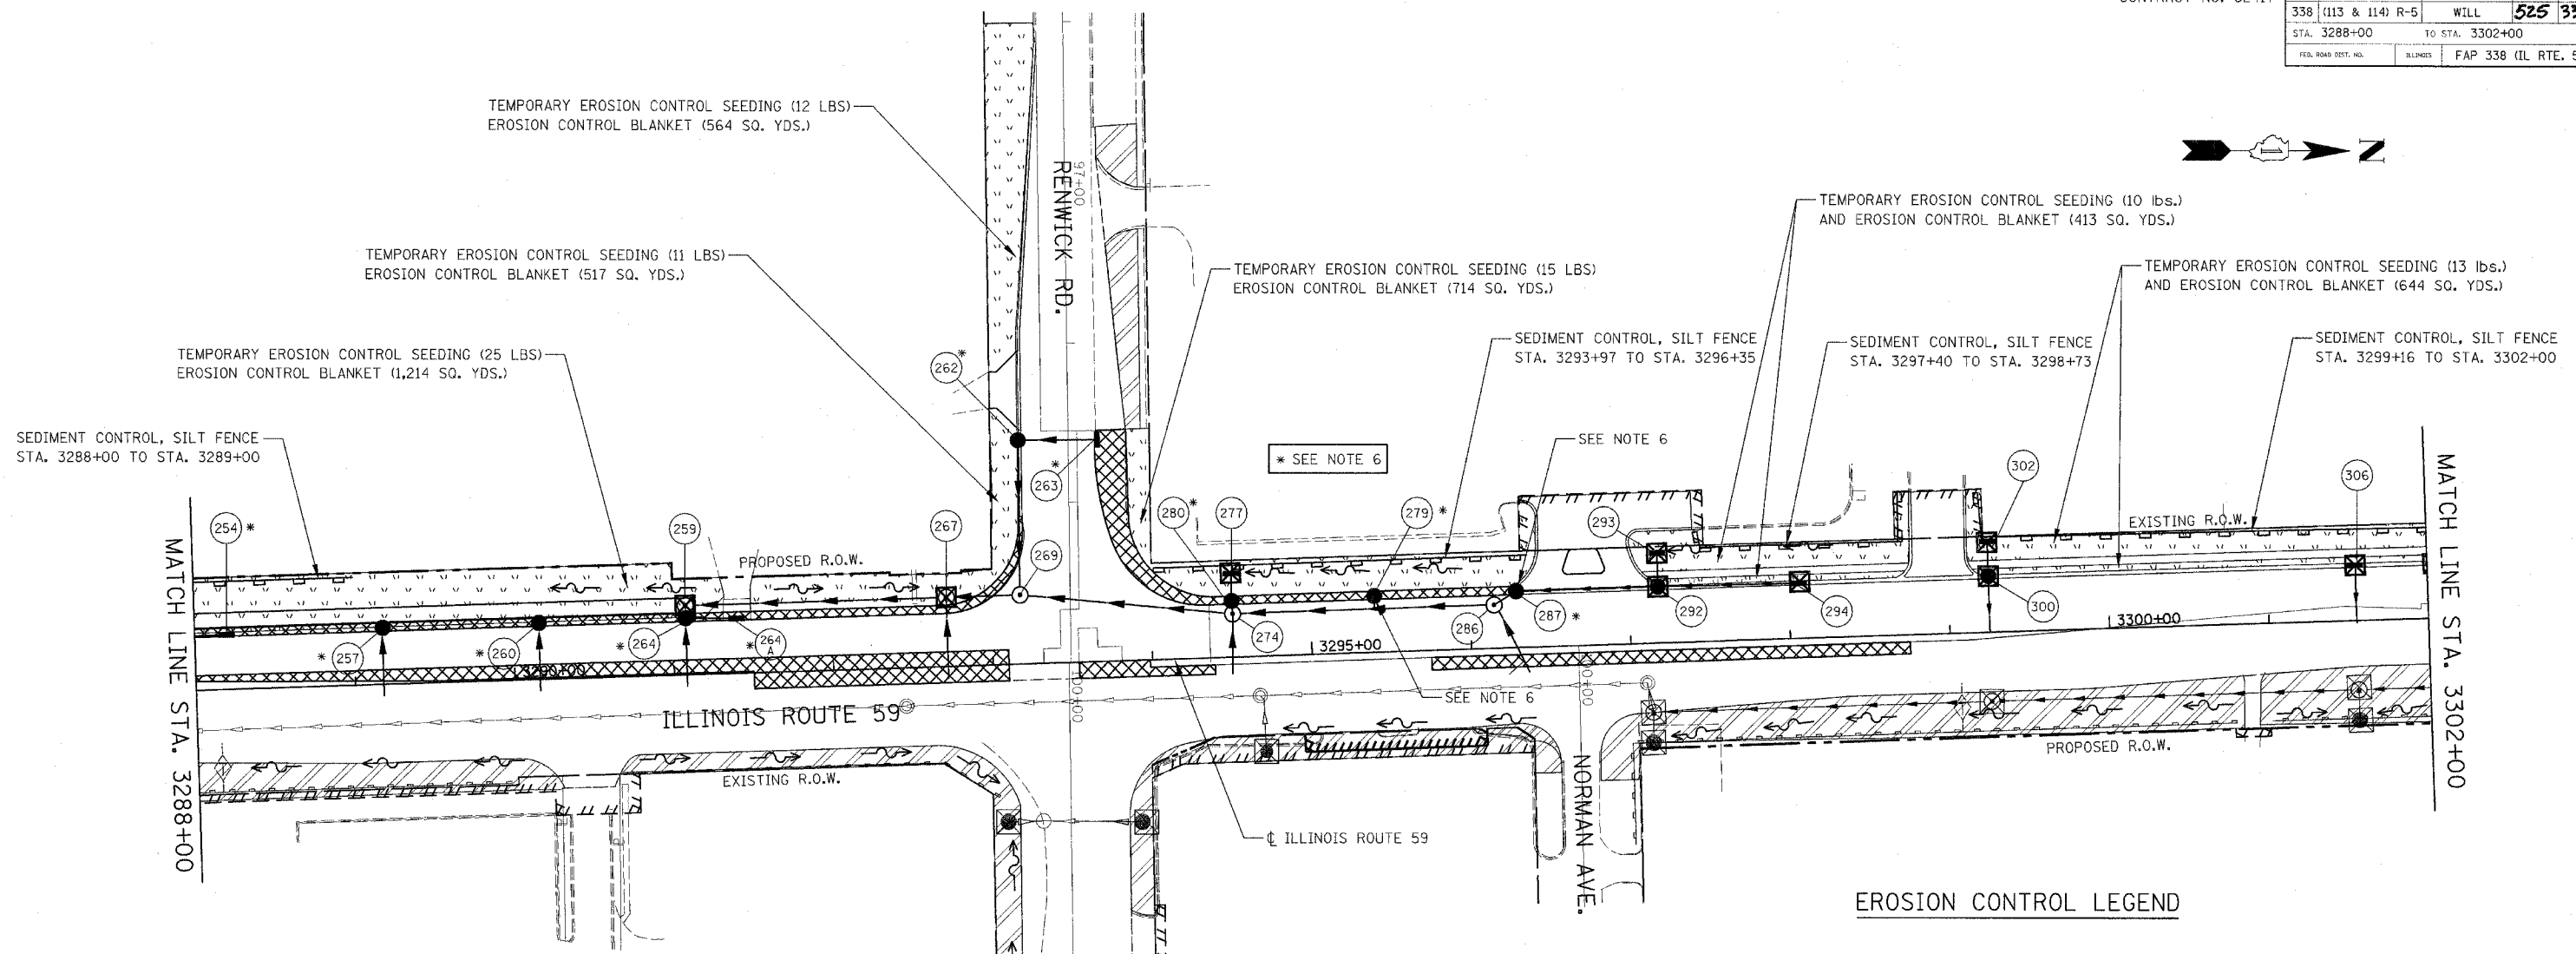 338 (113 & 114) R-5 WILL 525
STA. 3288+00 TO STA. 3302+00
FED. ROAD DIST. NO. ILLINOIS FAP 338 (IL RTE.
TEMPORARY EROSION CONTROL SEEDING (12 LBS)
EROSION CONTROL BLANKET (564 SQ. YDS.)
N
RENWICK RD.
97+00
TEMPORARY EROSION CONTROL SEEDING (10 lbs.)
AND EROSION CONTROL BLANKET (413 SQ. YDS.)
TEMPORARY EROSION CONTROL SEEDING (11 LBS)
EROSION CONTROL BLANKET (517 SQ. YDS.)
TEMPORARY EROSION CONTROL SEEDING (15 LBS)
EROSION CONTROL BLANKET (714 SQ. YDS.)
TEMPORARY EROSION CONTROL SEEDING (13 lbs.)
AND EROSION CONTROL BLANKET (644 SQ. YDS.)
TEMPORARY EROSION CONTROL SEEDING (25 LBS)
EROSION CONTROL BLANKET (1,214 SQ. YDS.)
SEDIMENT CONTROL, SILT FENCE
STA. 3293+97 TO STA. 3296+35
SEDIMENT CONTROL, SILT FENCE
STA. 3297+40 TO STA. 3298+73
SEDIMENT CONTROL, SILT FENCE
STA. 3299+16 TO STA. 3302+00
SEDIMENT CONTROL, SILT FENCE
STA. 3288+00 TO STA. 3289+00
262 *
263 *
* SEE NOTE 6
SEE NOTE 6
254 *
259
267
269
280 *
277
279 *
293
302
306
PROPOSED R.O.W.
EXISTING R.O.W.
* 257
* 260
* 264
* 264 A
274
286
287 *
292
294
300
3290+00
3295+00
3300+00
SEE NOTE 6
ILLINOIS ROUTE 59
EXISTING R.O.W.
PROPOSED R.O.W.
℄ ILLINOIS ROUTE 59
NORMAN AVE.
MATCH LINE STA. 3288+00
MATCH LINE STA. 3302+00
EROSION CONTROL LEGEND